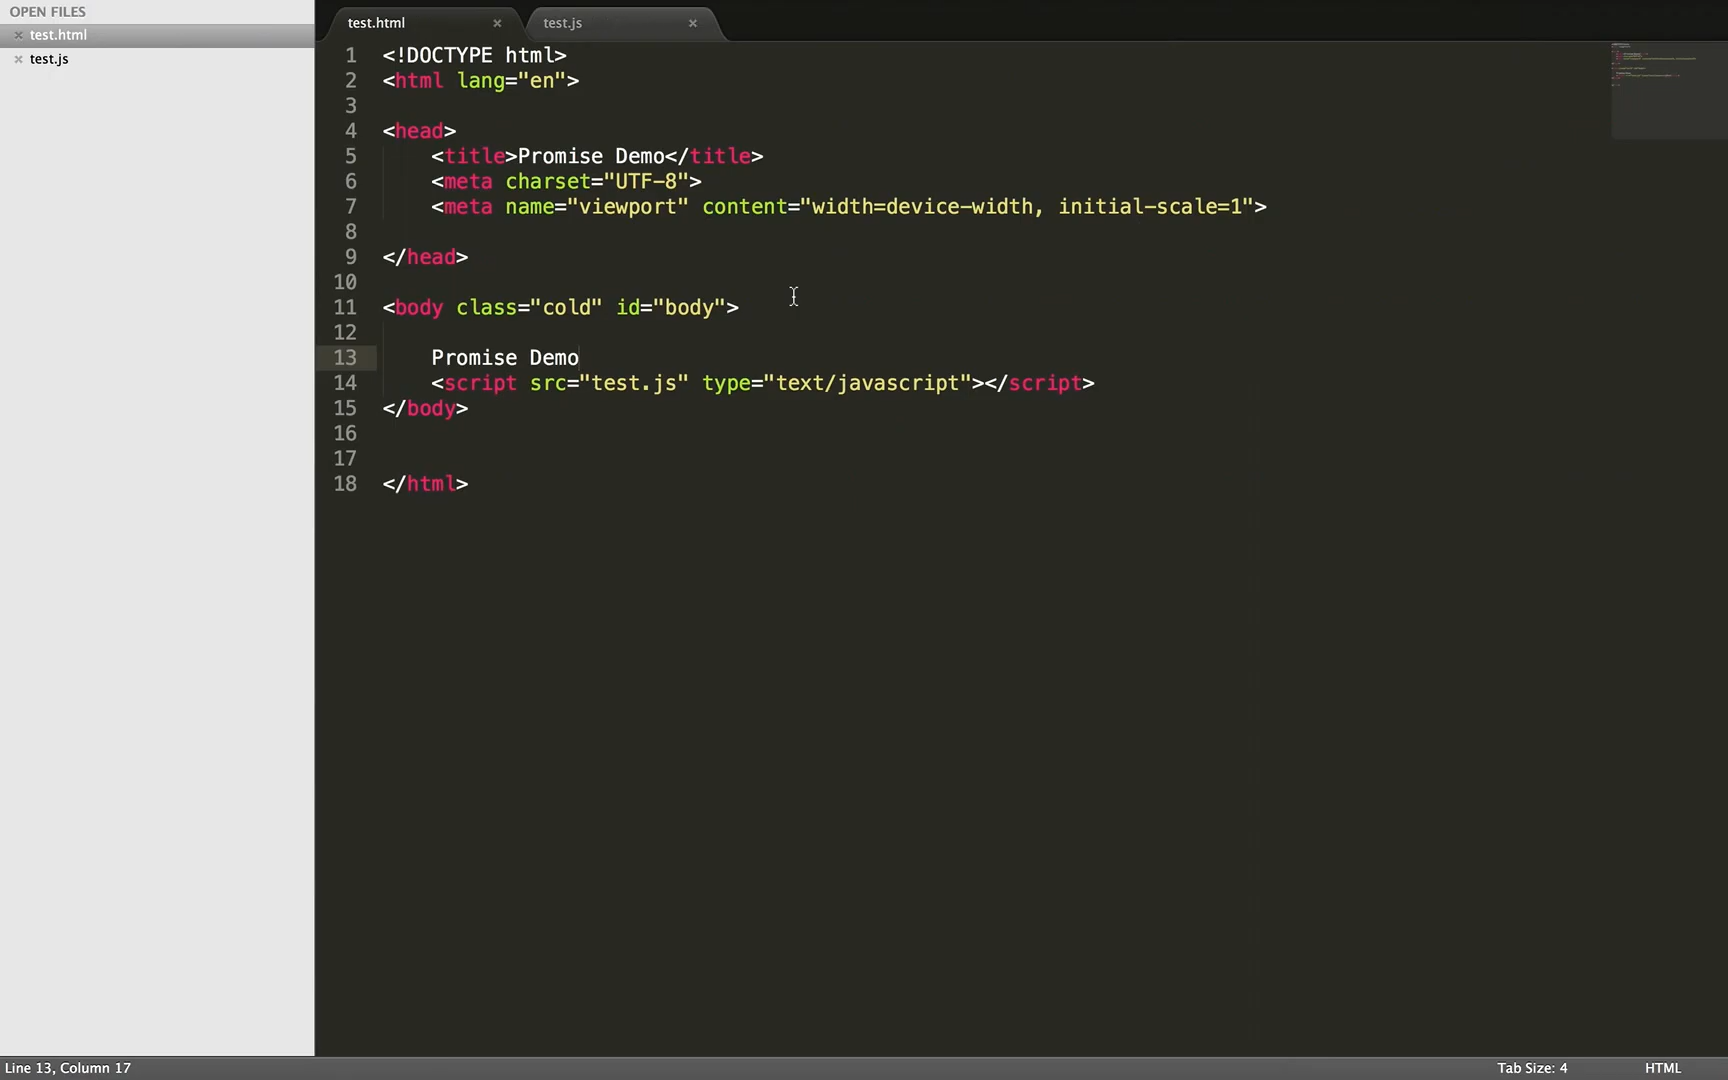 OPEN FILES
test.html
test.js
test.html
test.js
1 <!DOCTYPE html>
2 <html lang="en">
3
4 <head>
5 <title>Promise Demo</title>
6 <meta charset="UTF-8">
7 <meta name="viewport" content="width=device-width, initial-scale=1">
8
9 </head>
10
11 <body class="cold" id="body">
12
13 Promise Demo
14 <script src="test.js" type="text/javascript"></script>
15 </body>
16
17
18 </html>
Line 13, Column 17
Tab Size: 4
HTML